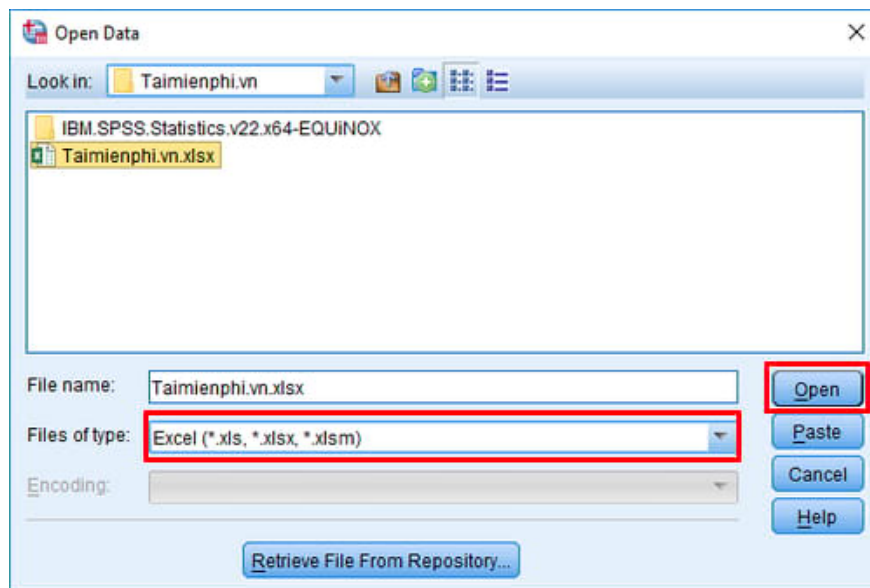 Open Data
Look in: Taimienphi.vn
IBM.SPSS.Statistics.v22.x64-EQUiNOX
Taimienphi.vn.xlsx
File name: Taimienphi.vn.xlsx Open
Files of type: Excel (*.xls, *.xlsx, *.xlsm) Paste
Encoding: Cancel
Help
Retrieve File From Repository...